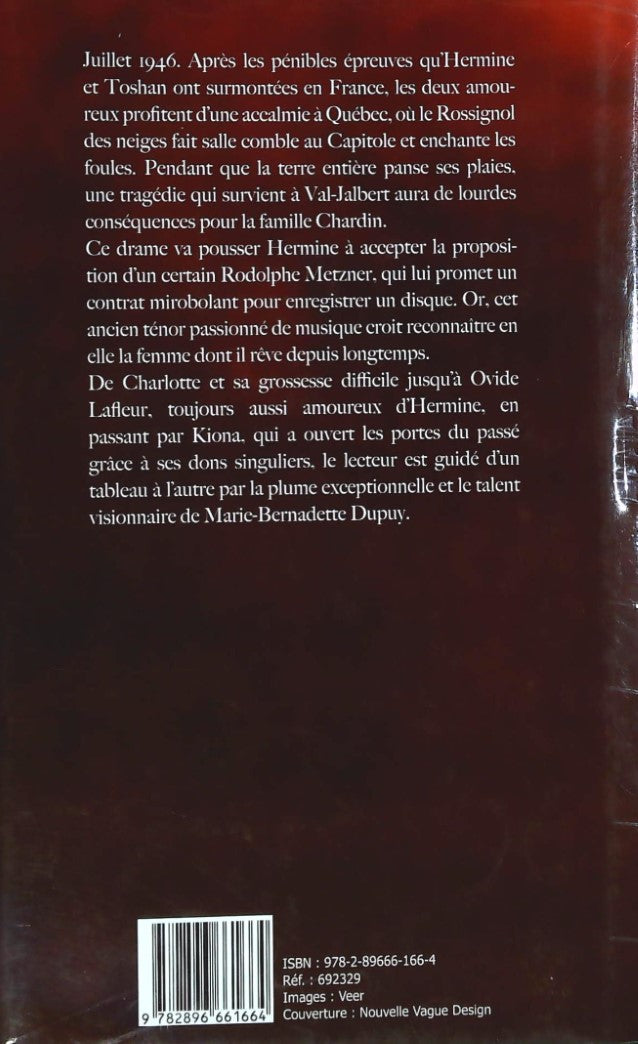 Juillet 1946. Après les pénibles épreuves qu'Hermine
et Toshan ont surmontées en France, les deux amou-
reux profitent d'une accalmie à Québec, où le Rossignol
des neiges fait salle comble au Capitole et enchante les
foules. Pendant que la terre entière panse ses plaies,
une tragédie qui survient à Val-Jalbert aura de lourdes
conséquences pour la famille Chardin.
Ce drame va pousser Hermine à accepter la proposi-
tion d'un certain Rodolphe Metzner, qui lui promet un
contrat mirobolant pour enregistrer un disque. Or, cet
ancien ténor passionné de musique croit reconnaître en
elle la femme dont il rêve depuis longtemps.
De Charlotte et sa grossesse difficile jusqu'à Ovide
Lafleur, toujours aussi amoureux d'Hermine, en
passant par Kiona, qui a ouvert les portes du passé
grâce à ses dons singuliers, le lecteur est guidé d'un
tableau à l'autre par la plume exceptionnelle et le talent
visionnaire de Marie-Bernadette Dupuy.
ISBN : 978-2-89666-166-4
Réf. : 692329
Images : Veer
Couverture : Nouvelle Vague Design
9 782896 661664